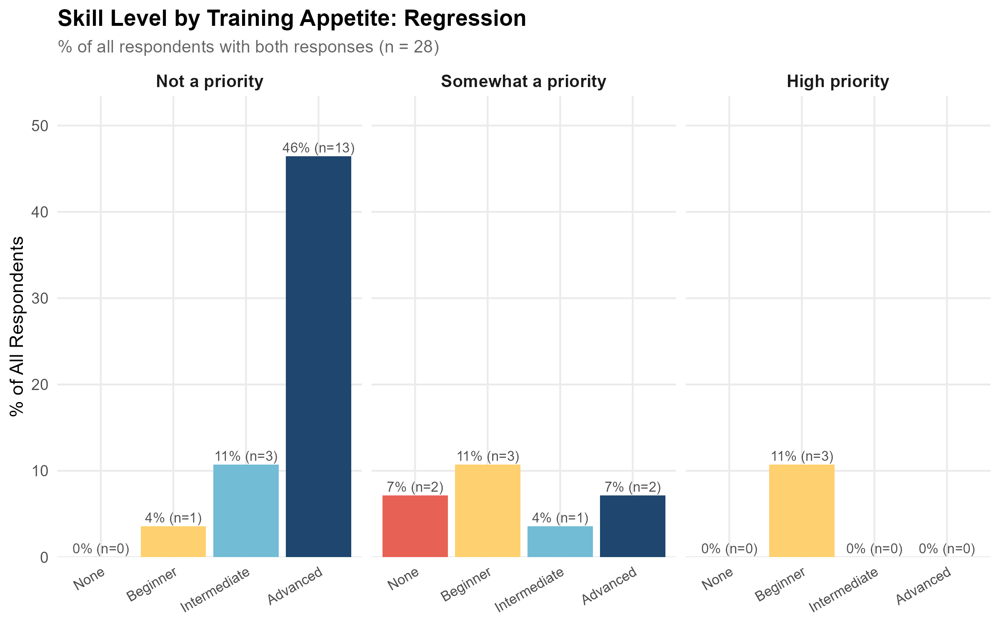 Skill Level by Training Appetite: Regression
% of all respondents with both responses (n = 28)
Not a priority
Somewhat a priority
High priority
% of All Respondents
50
40
30
20
10
0
46% (n=13)
11% (n=3)
4% (n=1)
0% (n=0)
7% (n=2)
11% (n=3)
4% (n=1)
7% (n=2)
0% (n=0)
11% (n=3)
0% (n=0)
0% (n=0)
None
Beginner
Intermediate
Advanced
None
Beginner
Intermediate
Advanced
None
Beginner
Intermediate
Advanced